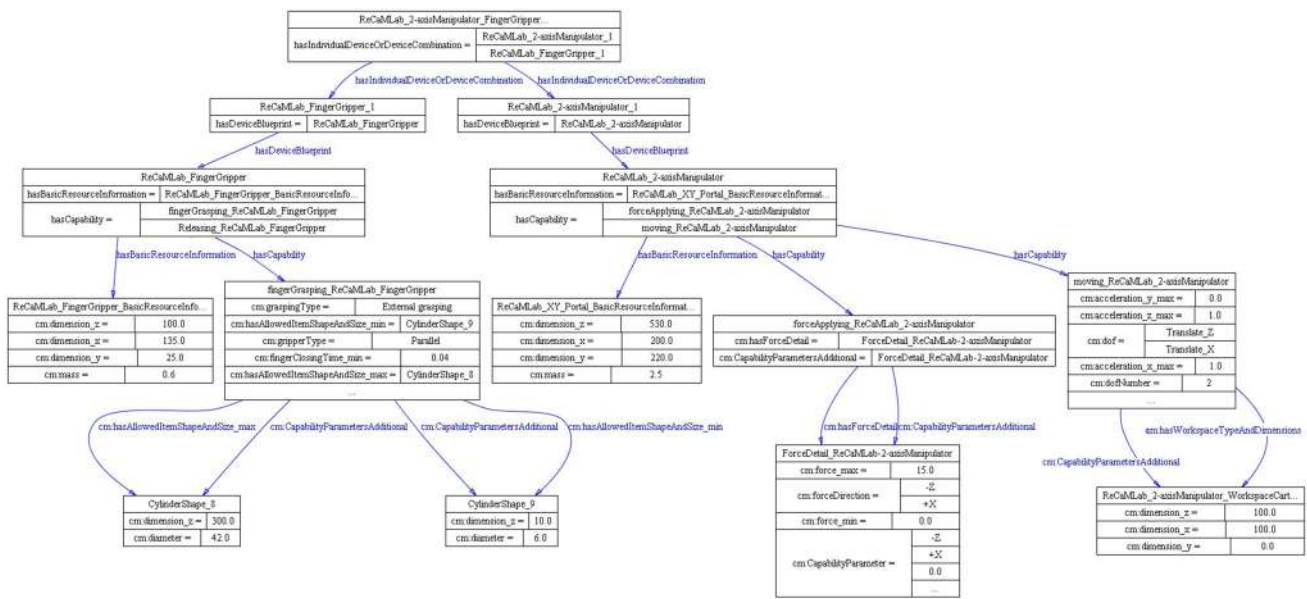 ReCaMLab_2-axisManipulator_FingerGripper...
hasIndividualDeviceOrDeviceCombination = ReCaMLab_2-axisManipulator_1
ReCaMLab_FingerGripper_1
hasIndividualDeviceOrDeviceCombination hasIndividualDeviceOrDeviceCombination
ReCaMLab_FingerGripper_1
hasDeviceBlueprint = ReCaMLab_FingerGripper
ReCaMLab_2-axisManipulator_1
hasDeviceBlueprint = ReCaMLab_2-axisManipulator
hasDeviceBlueprint hasDeviceBlueprint
ReCaMLab_FingerGripper
hasBasicResourceInformation = ReCaMLab_FingerGripper_BasicResourceInfo...
hasCapability = fingerGrasping_ReCaMLab_FingerGripper
Releasing_ReCaMLab_FingerGripper
ReCaMLab_2-axisManipulator
hasBasicResourceInformation = ReCaMLab_XY_Portal_BasicResourceInformat...
hasCapability = forceApplying_ReCaMLab_2-axisManipulator
moving_ReCaMLab_2-axisManipulator
hasBasicResourceInformation hasCapability hasBasicResourceInformation hasCapability hasCapability
ReCaMLab_FingerGripper_BasicResourceInfo...
cm:dimension_z = 100.0
cm:dimension_x = 135.0
cm:dimension_y = 25.0
cm:mass = 0.6
fingerGrasping_ReCaMLab_FingerGripper
cm:graspingType = External grasping
cm:hasAllowedItemShapeAndSize_min = CylinderShape_9
cm:gripperType = Parallel
cm:fingerClosingTime_min = 0.04
cm:hasAllowedItemShapeAndSize_max = CylinderShape_8
...
ReCaMLab_XY_Portal_BasicResourceInformat...
cm:dimension_z = 530.0
cm:dimension_x = 200.0
cm:dimension_y = 220.0
cm:mass = 2.5
forceApplying_ReCaMLab_2-axisManipulator
cm:hasForceDetail = ForceDetail_ReCaMLab-2-axisManipulator
cm:CapabilityParametersAdditional = ForceDetail_ReCaMLab-2-axisManipulator
moving_ReCaMLab_2-axisManipulator
cm:acceleration_y_max = 0.0
cm:acceleration_z_max = 1.0
cm:dof = Translate_Z
Translate_X
cm:acceleration_x_max = 1.0
cm:dofNumber = 2
...
cm:hasAllowedItemShapeAndSize_max cm:CapabilityParametersAdditional cm:CapabilityParametersAdditional cm:hasAllowedItemShapeAndSize_min
cm:hasForceDetail cm:CapabilityParametersAdditional
cm:hasWorkspaceTypeAndDimensions
cm:CapabilityParametersAdditional
CylinderShape_8
cm:dimension_z = 300.0
cm:diameter = 42.0
CylinderShape_9
cm:dimension_z = 10.0
cm:diameter = 6.0
ForceDetail_ReCaMLab-2-axisManipulator
cm:force_max = 15.0
cm:forceDirection = -Z
+X
cm:force_min = 0.0
cm:CapabilityParameter = -Z
+X
0.0
...
ReCaMLab_2-axisManipulator_WorkspaceCart...
cm:dimension_z = 100.0
cm:dimension_x = 100.0
cm:dimension_y = 0.0